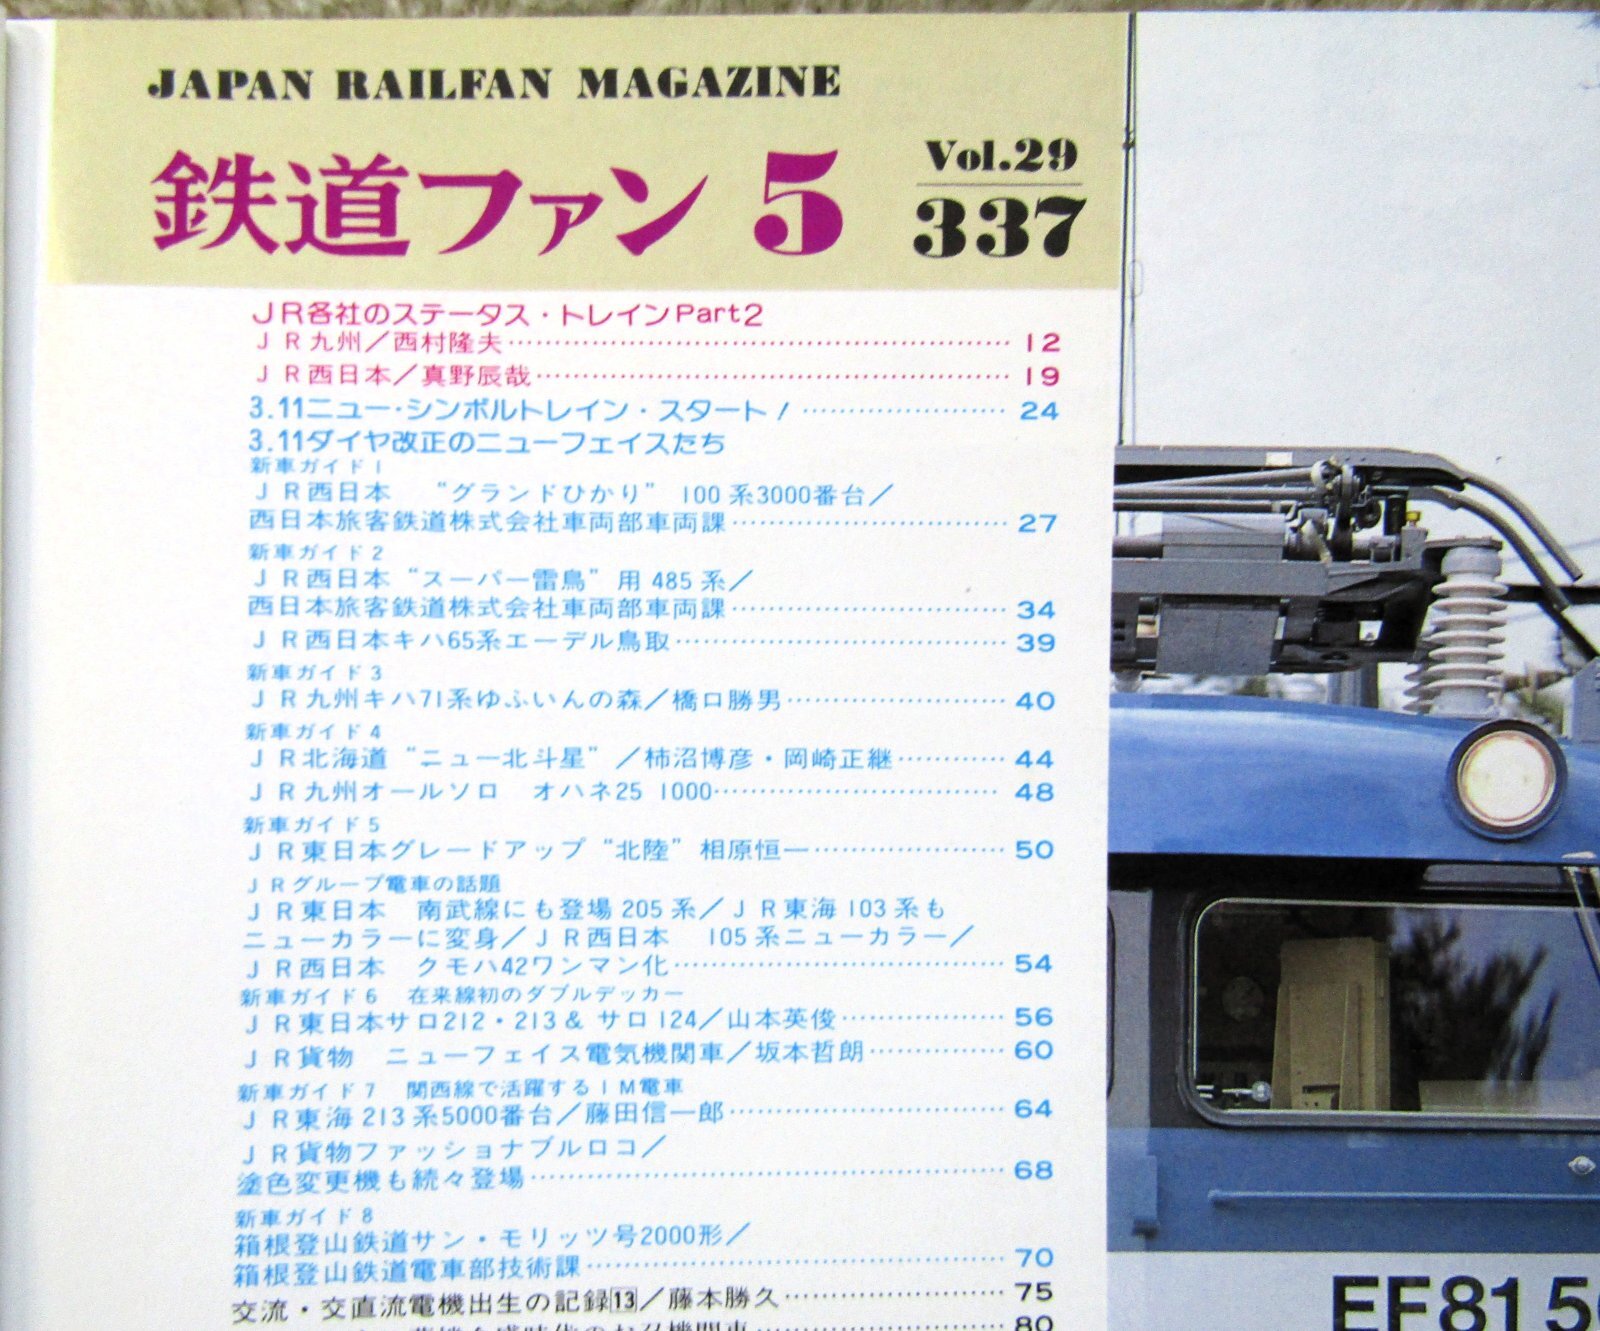 JAPAN RAILFAN MAGAZINE
鉄道ファン 5 Vol.29 337
JR各社のステータス・トレインPart2
JR九州／西村隆夫 12
JR西日本／真野辰哉 19
3.11ニュー・シンボルトレイン・スタート！ 24
3.11ダイヤ改正のニューフェイスたち
新車ガイド1
JR西日本 “グランドひかり” 100系3000番台／
西日本旅客鉄道株式会社車両部車両課 27
新車ガイド2
JR西日本“スーパー雷鳥”用485系／
西日本旅客鉄道株式会社車両部車両課 34
JR西日本キハ65系エーデル鳥取 39
新車ガイド3
JR九州キハ71系ゆふいんの森／橋口勝男 40
新車ガイド4
JR北海道“ニュー北斗星”／柿沼博彦・岡崎正継 44
JR九州オールソロ オハネ25 1000 48
新車ガイド5
JR東日本グレードアップ“北陸”相原恒一 50
JRグループ電車の話題
JR東日本 南武線にも登場205系／JR東海103系も
ニューカラーに変身／JR西日本 105系ニューカラー／
JR西日本 クモハ42ワンマン化 54
新車ガイド6 在来線初のダブルデッカー
JR東日本サロ212・213＆サロ124／山本英俊 56
JR貨物 ニューフェイス電気機関車／坂本哲朗 60
新車ガイド7 関西線で活躍する1M電車
JR東海213系5000番台／藤田信一郎 64
JR貨物ファッショナブルロコ／
塗色変更機も続々登場 68
新車ガイド8
箱根登山鉄道サン・モリッツ号2000形／
箱根登山鉄道電車部技術課 70
交流・交直流電機出生の記録13／藤本勝久 75
時代のお召機関車 80
EF81 5